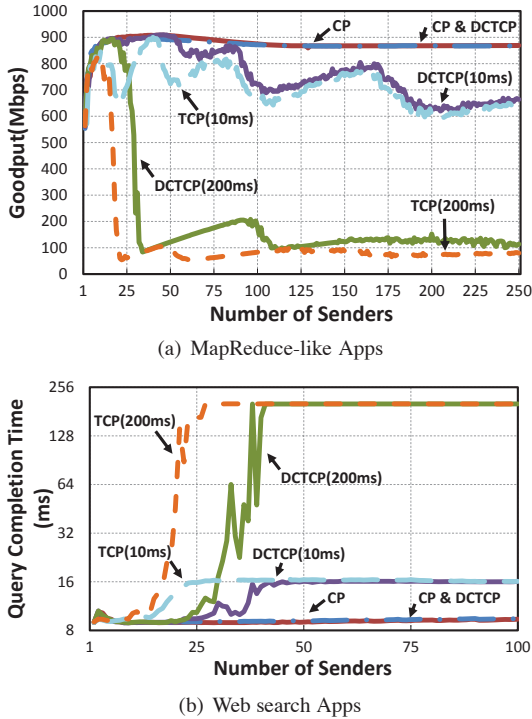 1000
900
800
700
600
500
400
300
200
100
0
Goodput(Mbps)
CP
CP & DCTCP
TCP(10ms)
DCTCP(10ms)
DCTCP(200ms)
TCP(200ms)
1 25 50 75 100 125 150 175 200 225 250
Number of Senders
(a) MapReduce-like Apps
256
128
64
32
16
8
Query Completion Time
(ms)
TCP(200ms)
DCTCP(200ms)
TCP(10ms)
DCTCP(10ms)
CP
CP & DCTCP
1 25 50 75 100
Number of Senders
(b) Web search Apps